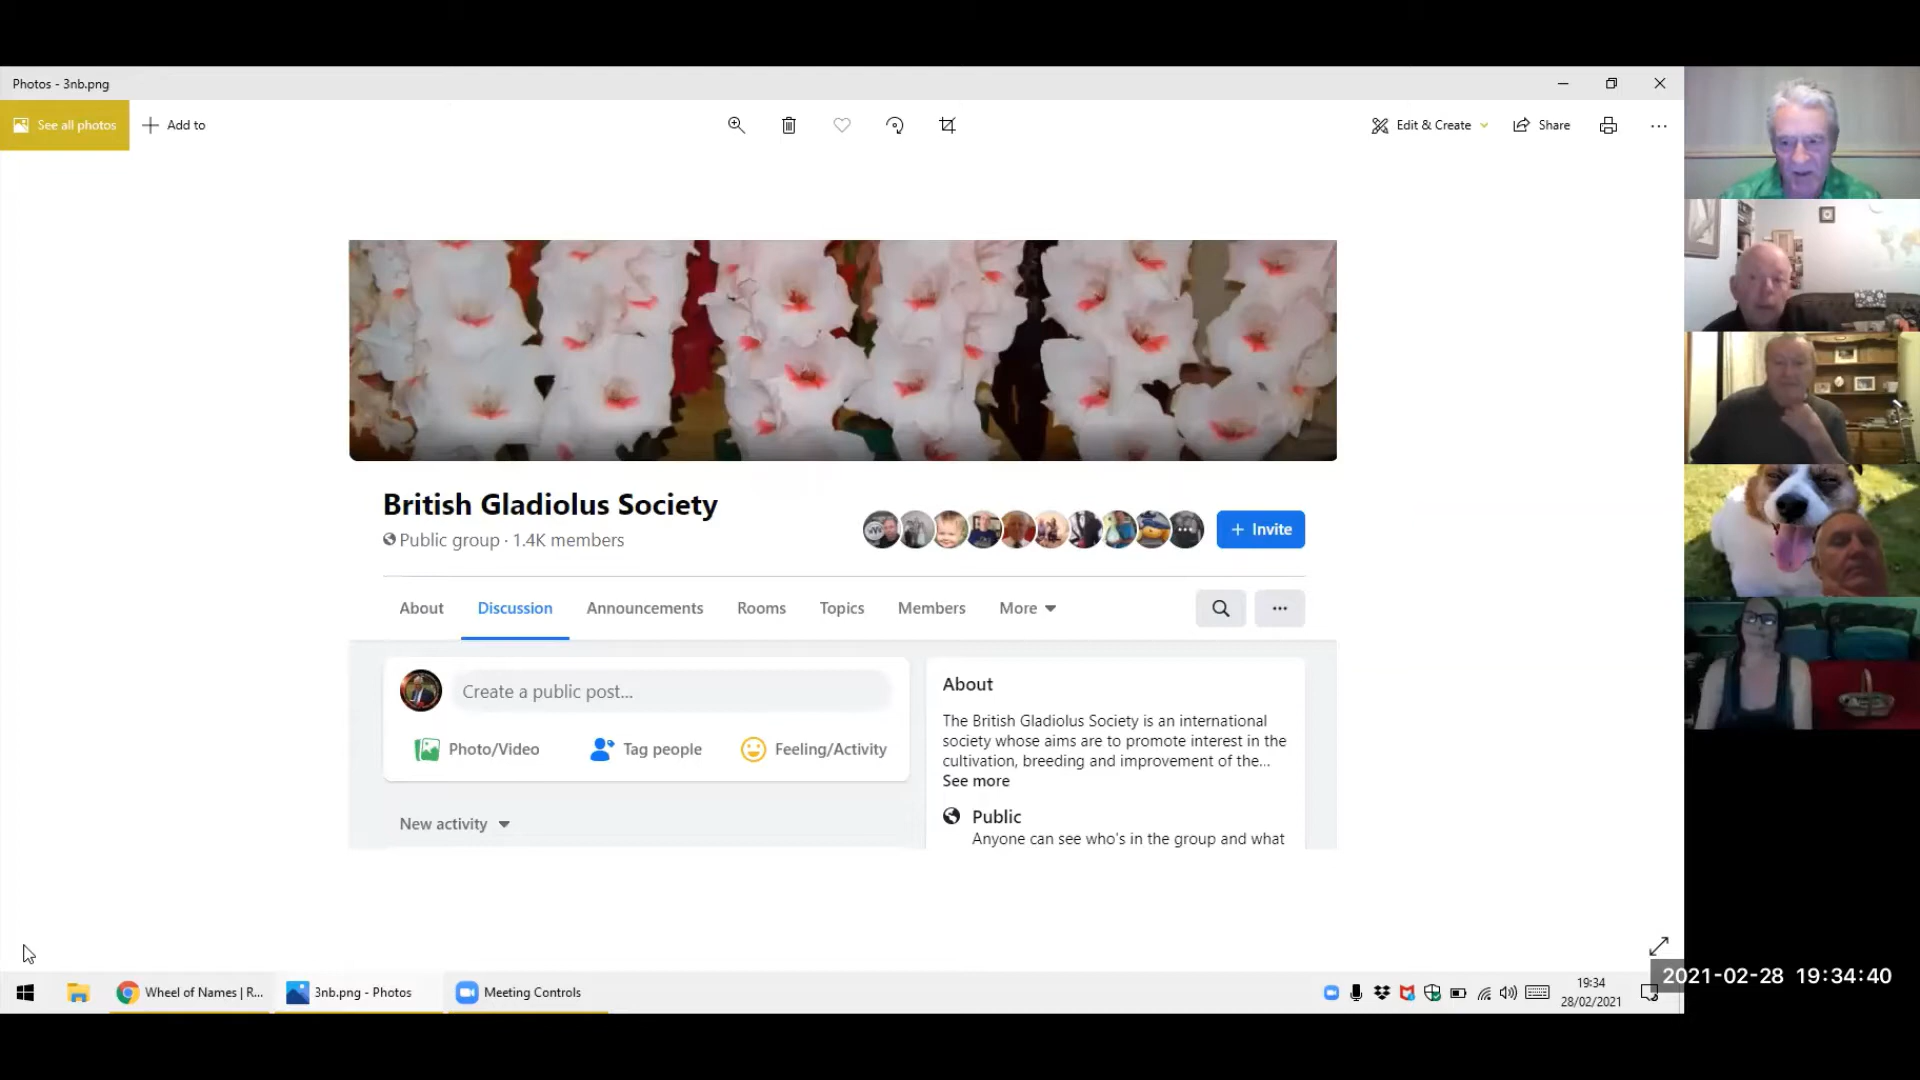 Photos - 3nb.png
See all photos
Add to
Edit & Create
Share
British Gladiolus Society
Public group · 1.4K members
+ Invite
About
Discussion
Announcements
Rooms
Topics
Members
More
Create a public post...
Photo/Video
Tag people
Feeling/Activity
New activity
About
The British Gladiolus Society is an international
society whose aims are to promote interest in the
cultivation, breeding and improvement of the...
See more
Public
Anyone can see who's in the group and what
Wheel of Names | R...
3nb.png - Photos
Meeting Controls
19:34
28/02/2021
2021-02-28 19:34:40